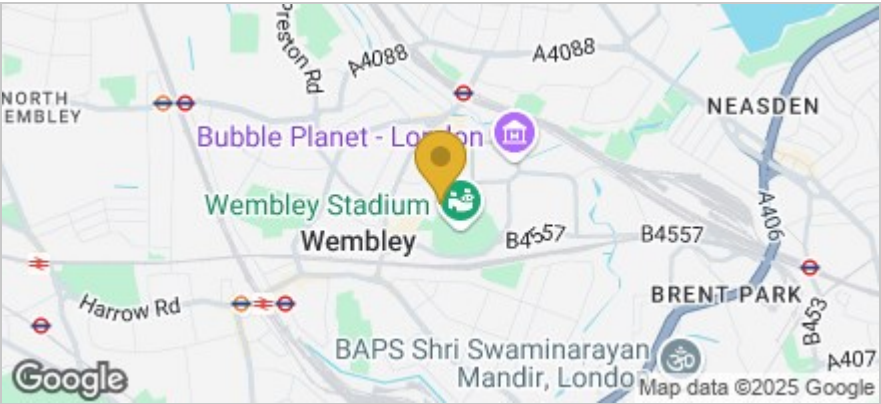 Preston Rd
A4088
A4088
NORTH
EMBLEY
NEASDEN
Bubble Planet - London
Wembley Stadium
Wembley
B4557
B4557
A406
Harrow Rd
BRENT PARK
B453
BAPS Shri Swaminarayan
Mandir, London
A407
Google
Map data ©2025 Google